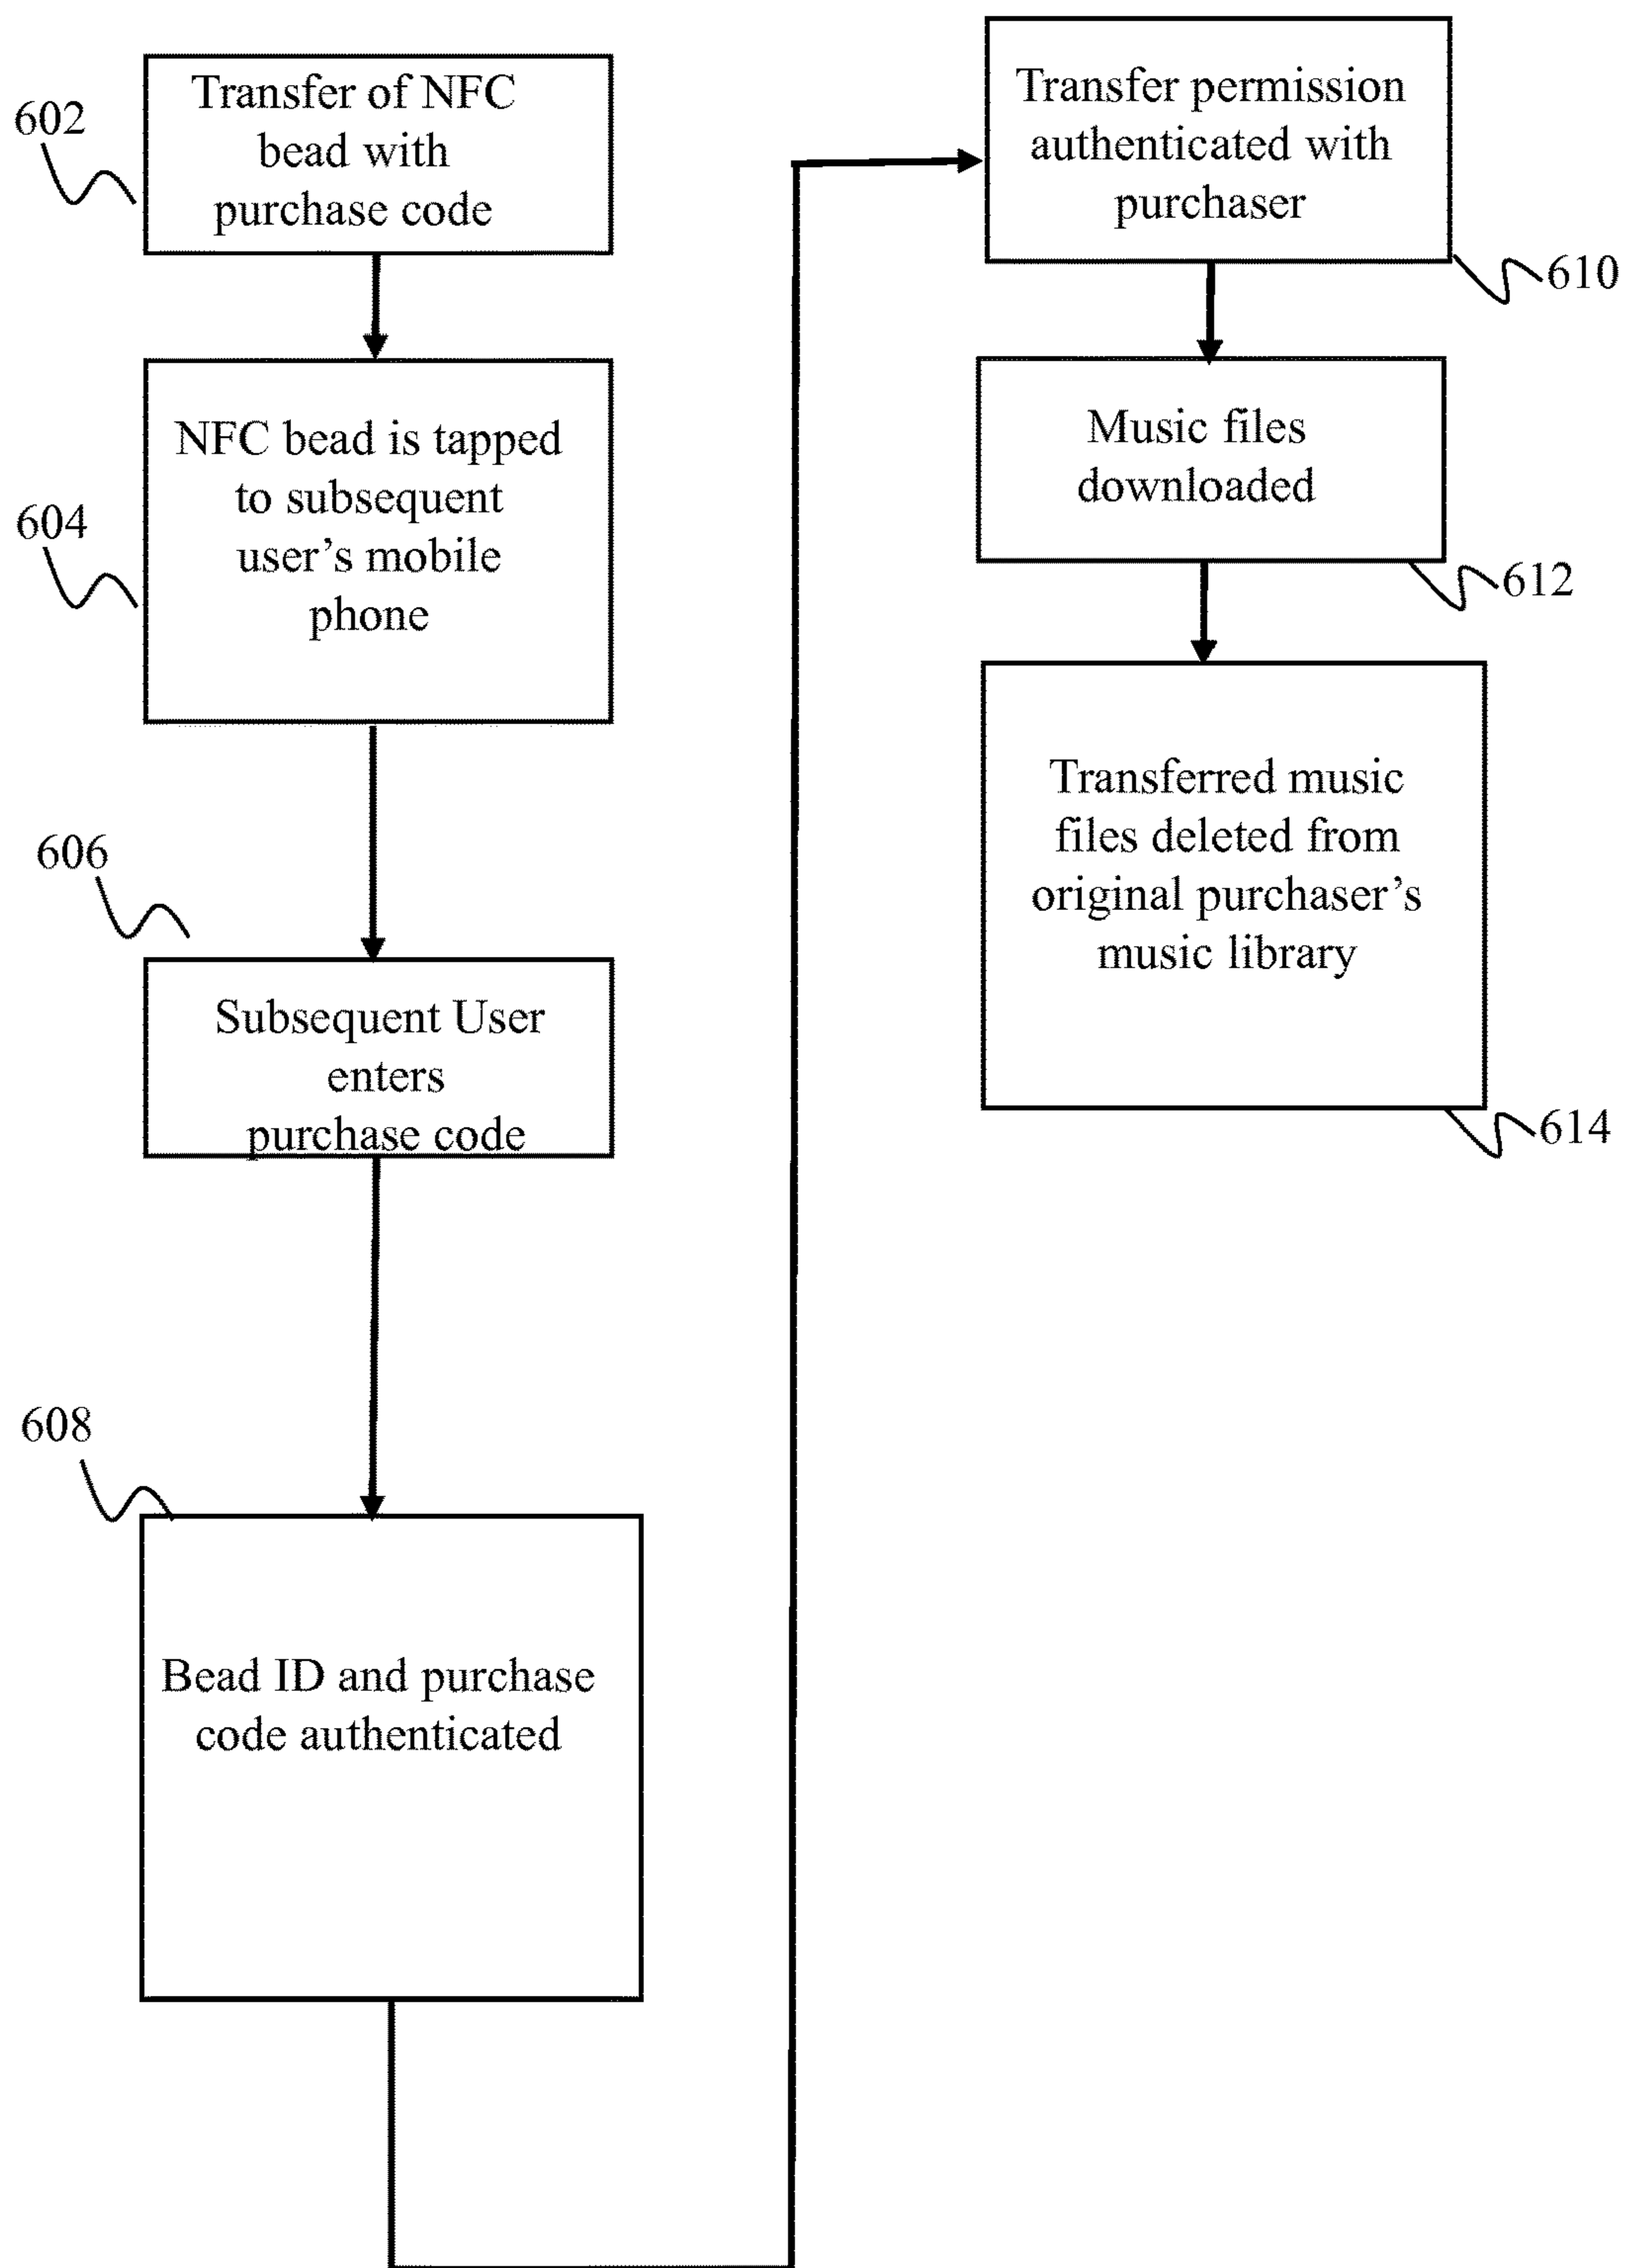 602
Transfer of NFC
bead with
purchase code
604
NFC bead is tapped
to subsequent
user’s mobile
phone
606
Subsequent User
enters
purchase code
608
Bead ID and purchase
code authenticated
Transfer permission
authenticated with
purchaser
610
Music files
downloaded
612
Transferred music
files deleted from
original purchaser’s
music library
614